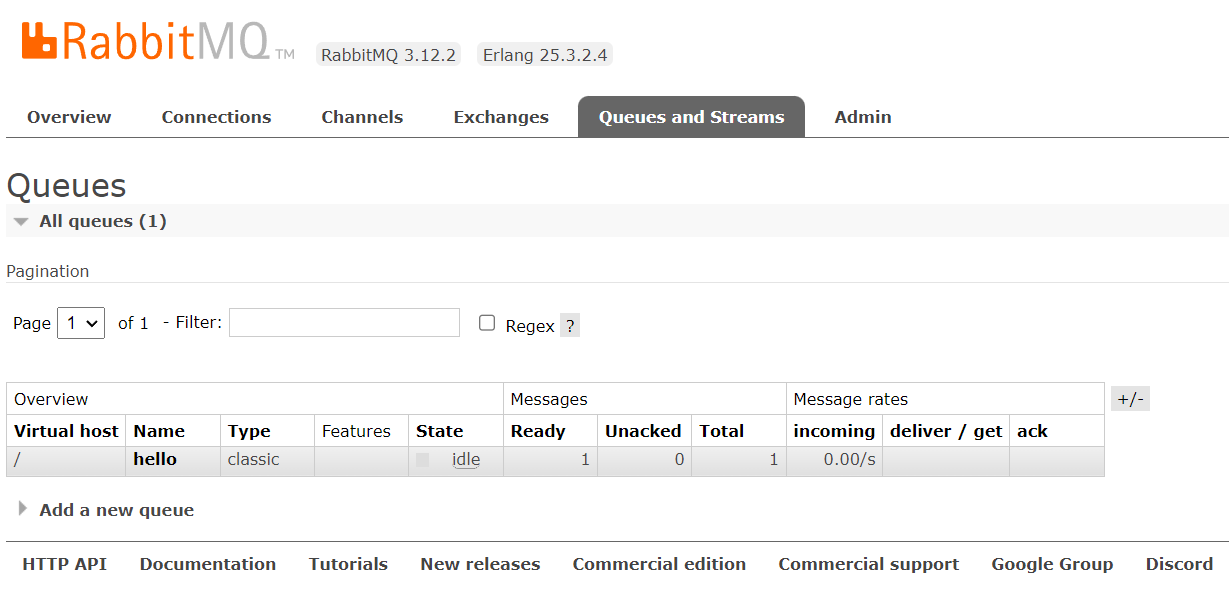 RabbitMQ TM RabbitMQ 3.12.2 Erlang 25.3.2.4
Overview Connections Channels Exchanges Queues and Streams Admin
Queues
All queues (1)
Pagination
Page 1 of 1 - Filter: Regex ?
Overview Messages Message rates +/-
Virtual host Name Type Features State Ready Unacked Total incoming deliver / get ack
/ hello classic idle 1 0 1 0.00/s
Add a new queue
HTTP API Documentation Tutorials New releases Commercial edition Commercial support Google Group Discord